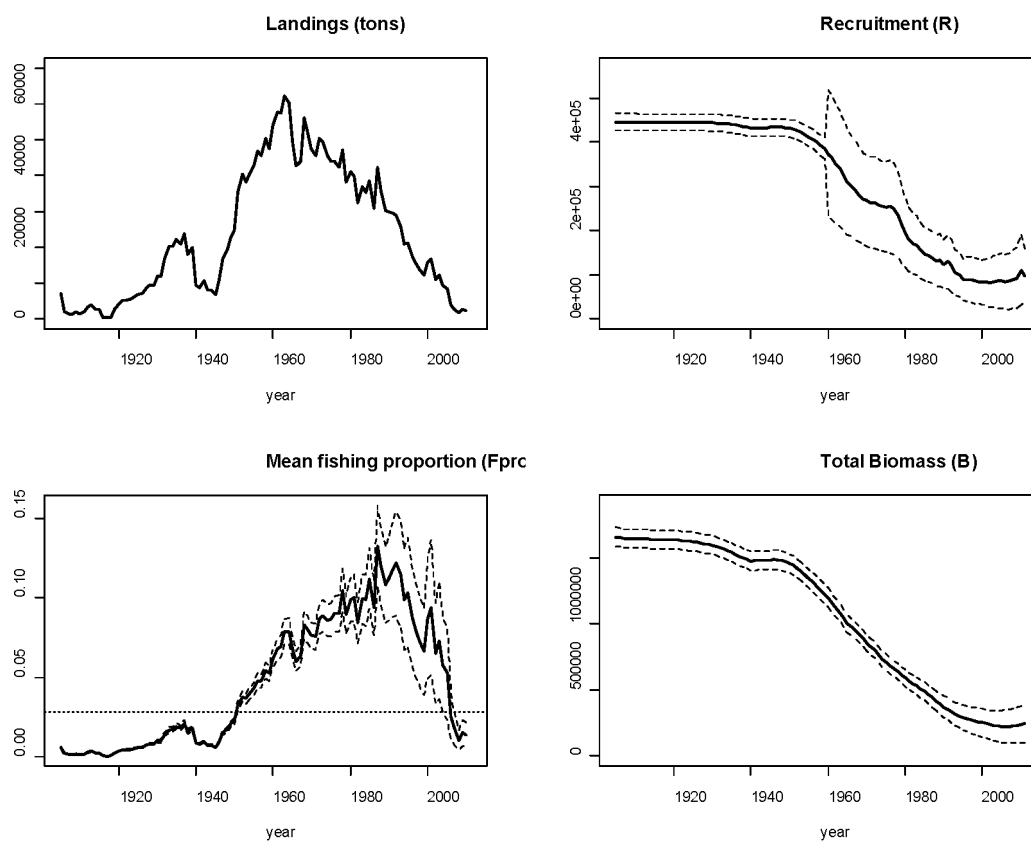 Landings (tons)
60000
40000
20000
0
1920 1940 1960 1980 2000
year
Recruitment (R)
4e+05
2e+05
0e+00
1920 1940 1960 1980 2000
year
Mean fishing proportion (Fprc
0.15
0.10
0.05
0.00
1920 1940 1960 1980 2000
year
Total Biomass (B)
1000000
500000
0
1920 1940 1960 1980 2000
year